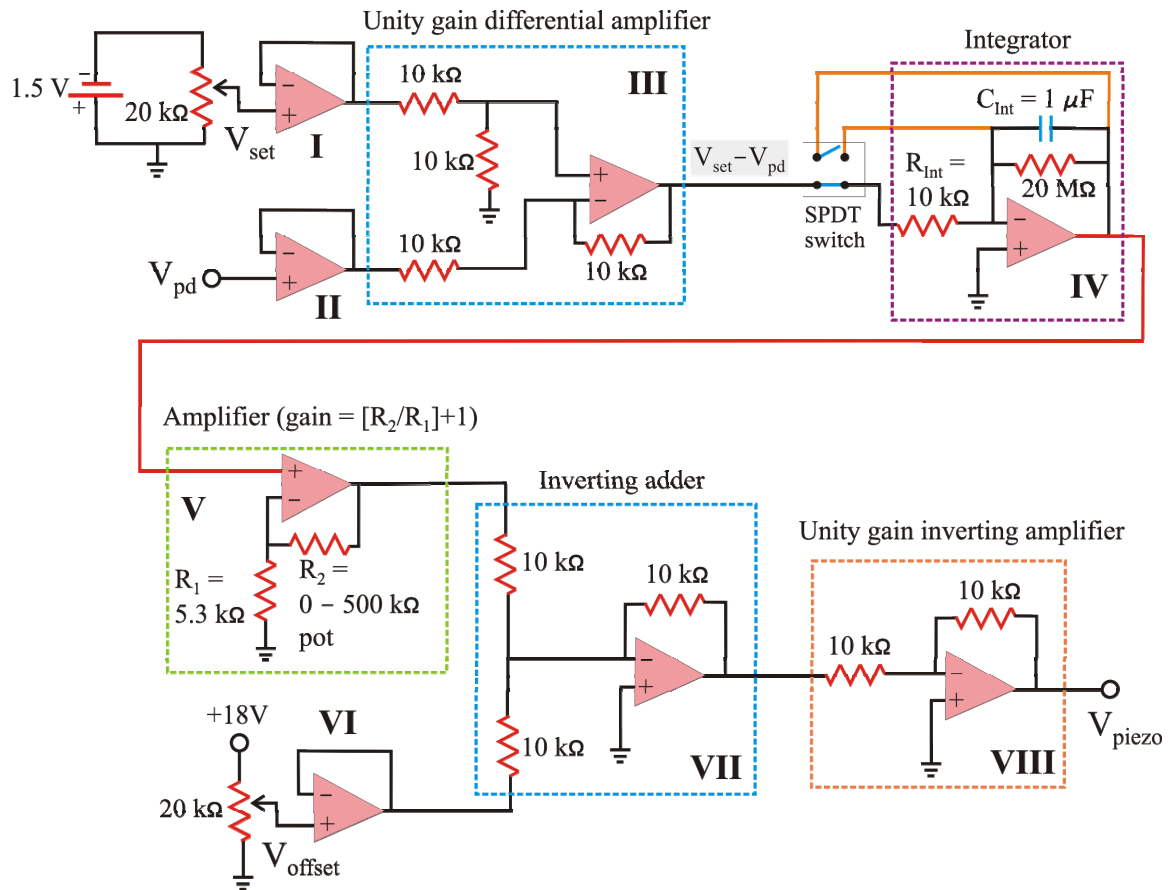 Unity gain differential amplifier
Integrator
III
10 kΩ
1.5 V
-
+
20 kΩ
V_set
-
+
I
10 kΩ
+
-
10 kΩ
10 kΩ
V_pd
-
+
II
V_set–V_pd
SPDT
switch
C_Int = 1 μF
R_Int =
10 kΩ
20 MΩ
-
+
IV
Amplifier (gain = [R_2/R_1]+1)
V
+
-
R_1 =
5.3 kΩ
R_2 =
0 – 500 kΩ
pot
Inverting adder
10 kΩ
10 kΩ
10 kΩ
-
+
VII
+18V
20 kΩ
V_offset
VI
-
+
Unity gain inverting amplifier
10 kΩ
10 kΩ
-
+
VIII
V_piezo